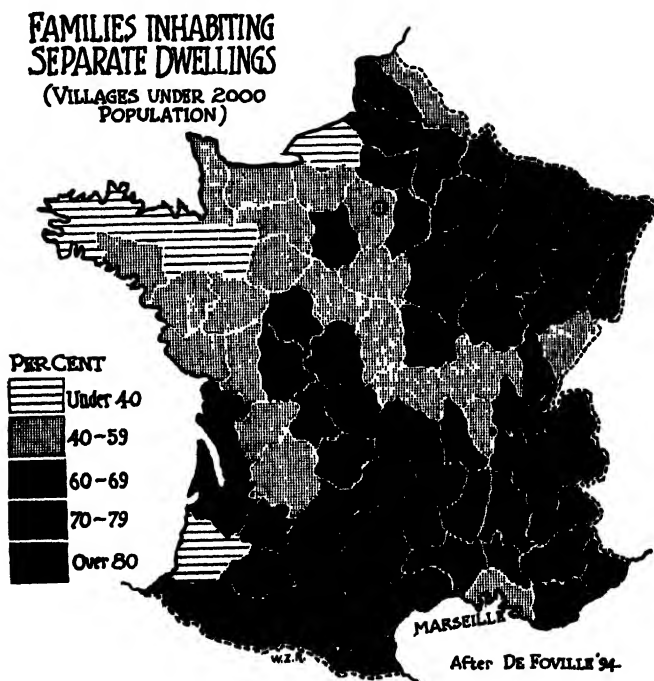 FAMILIES INHABITING
SEPARATE DWELLINGS
(VILLAGES UNDER 2000
POPULATION)
PER CENT
Under 40
40~59
60~69
70~79
Over 80
MARSEILLE
W.Z.R.
After DE FOVILLE '94